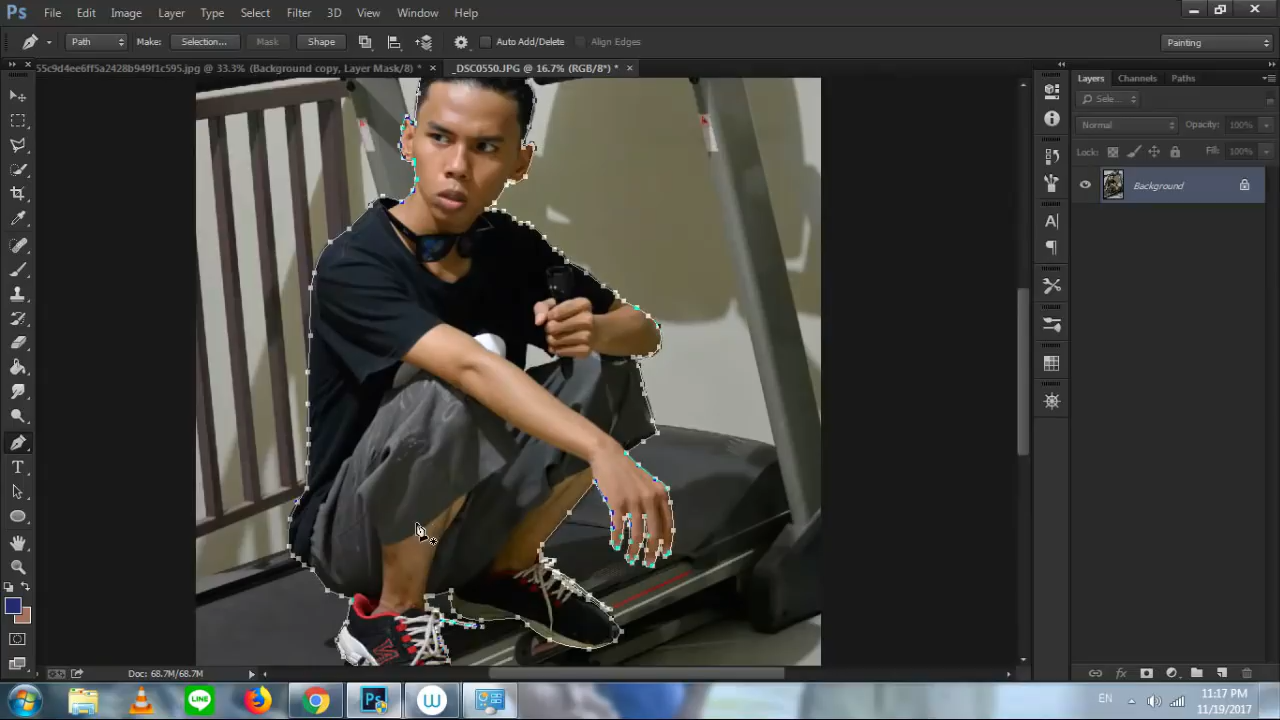 Ps File Edit Image Layer Type Select Filter 3D View Window Help
Path Make: Selection... Mask Shape Auto Add/Delete Align Edges Painting
55c9d4ee6ff5a2428b949f1c595.jpg @ 33.3% (Background copy, Layer Mask/8) * × _DSC0550.JPG @ 16.7% (RGB/8*) * ×
Layers Channels Paths
Sele...
Normal Opacity: 100%
Lock: Fill: 100%
Background
16.67% Doc: 68.7M/68.7M
EN 11:17 PM
11/19/2017